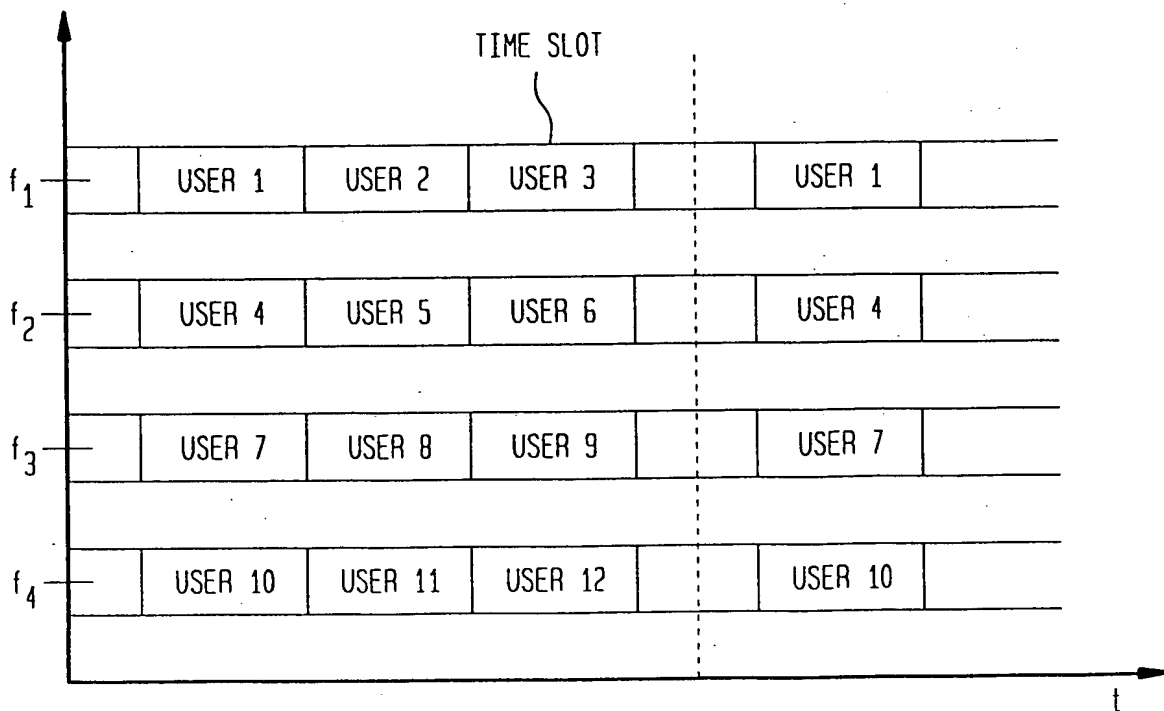 TIME SLOT
f1 USER 1 USER 2 USER 3 USER 1
f2 USER 4 USER 5 USER 6 USER 4
f3 USER 7 USER 8 USER 9 USER 7
f4 USER 10 USER 11 USER 12 USER 10
t